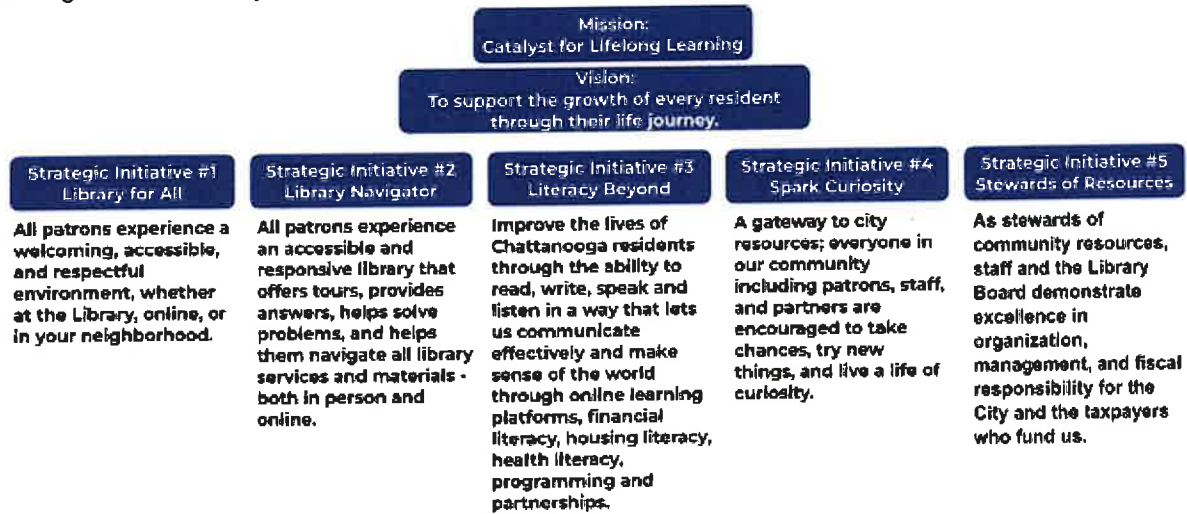 Mission:
Catalyst for Lifelong Learning
Vision:
To support the growth of every resident
through their life journey.
Strategic Initiative #1
Library for All
All patrons experience a
welcoming, accessible,
and respectful
environment, whether
at the Library, online, or
in your neighborhood.
Strategic Initiative #2
Library Navigator
All patrons experience
an accessible and
responsive library that
offers tours, provides
answers, helps solve
problems, and helps
them navigate all library
services and materials -
both in person and
online.
Strategic Initiative #3
Literacy Beyond
Improve the lives of
Chattanooga residents
through the ability to
read, write, speak and
listen in a way that lets
us communicate
effectively and make
sense of the world
through online learning
platforms, financial
literacy, housing literacy,
health literacy,
programming and
partnerships.
Strategic Initiative #4
Spark Curiosity
A gateway to city
resources; everyone in
our community
including patrons, staff,
and partners are
encouraged to take
chances, try new
things, and live a life of
curiosity.
Strategic Initiative #5
Stewards of Resources
As stewards of
community resources,
staff and the Library
Board demonstrate
excellence in
organization,
management, and fiscal
responsibility for the
City and the taxpayers
who fund us.